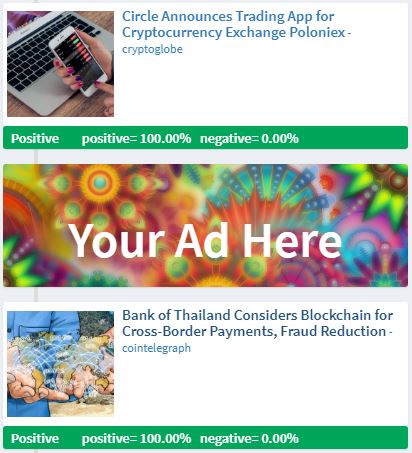 Circle Announces Trading App for
Cryptocurrency Exchange Poloniex -
cryptoglobe
Positive positive= 100.00% negative= 0.00%
Your Ad Here
Bank of Thailand Considers Blockchain for
Cross-Border Payments, Fraud Reduction -
cointelegraph
Positive positive= 100.00% negative= 0.00%